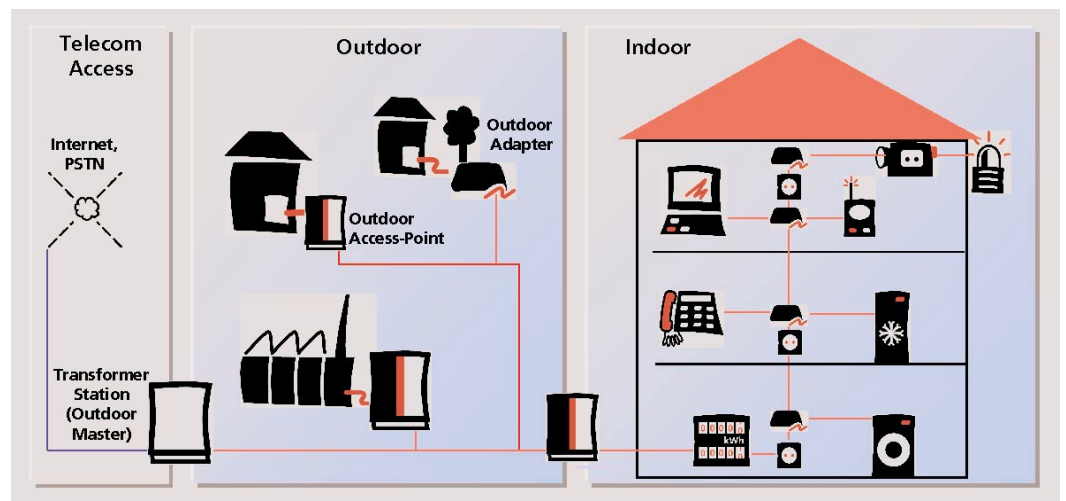 Telecom
Access
Outdoor
Indoor
Internet,
PSTN
Outdoor
Adapter
Outdoor
Access-Point
Transformer
Station
(Outdoor
Master)
kWh